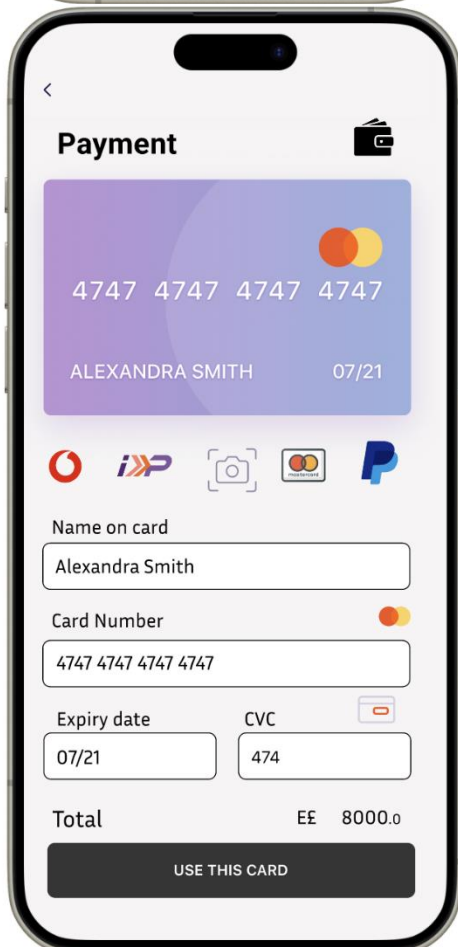 Payment
4747 4747 4747 4747
ALEXANDRA SMITH 07/21
mastercard
Name on card
Alexandra Smith
Card Number
4747 4747 4747 4747
Expiry date CVC
07/21 474
Total E£ 8000.0
USE THIS CARD